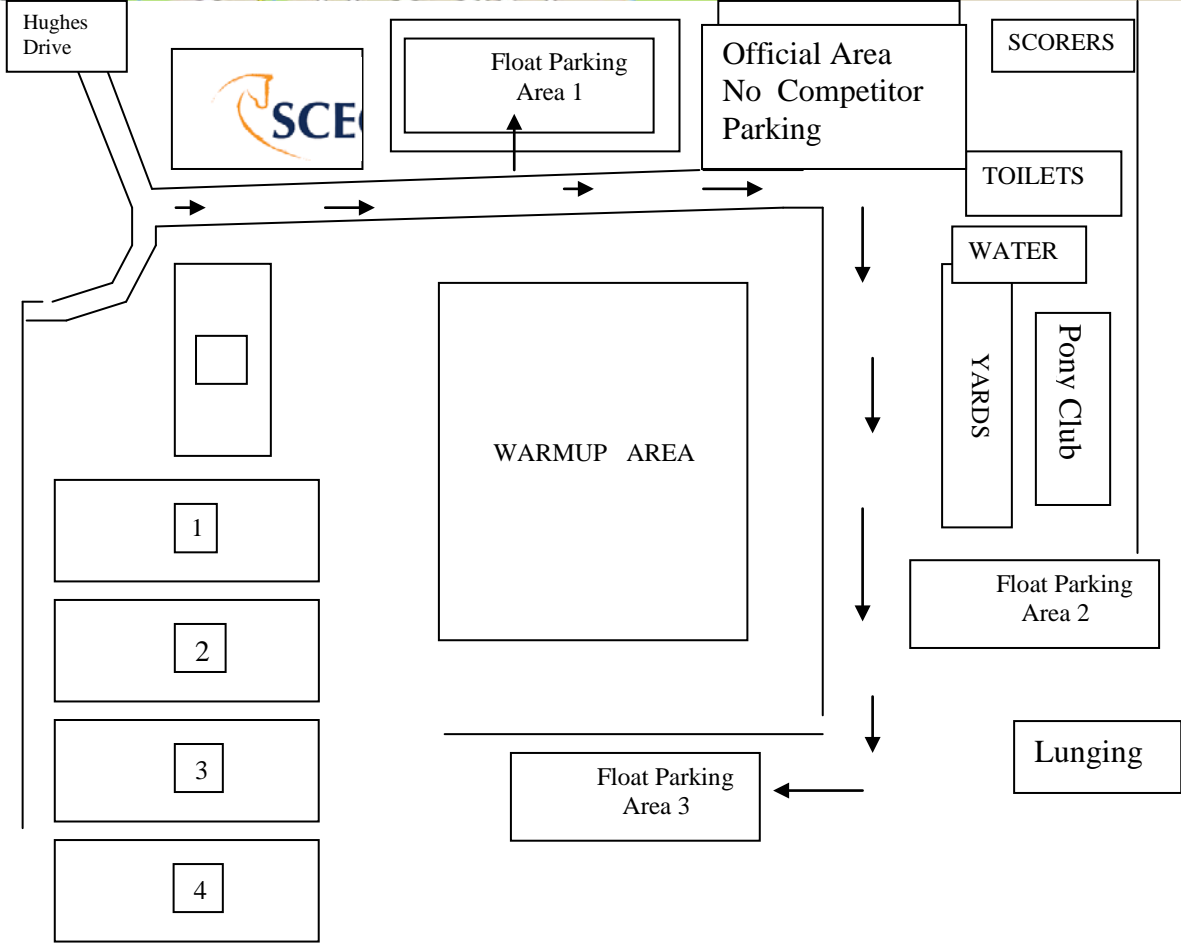 Hughes
Drive
SCE
Float Parking
Area 1
Official Area
No Competitor
Parking
SCORERS
TOILETS
WATER
YARDS
Pony Club
WARMUP AREA
1
2
3
4
Float Parking
Area 2
Lunging
Float Parking
Area 3